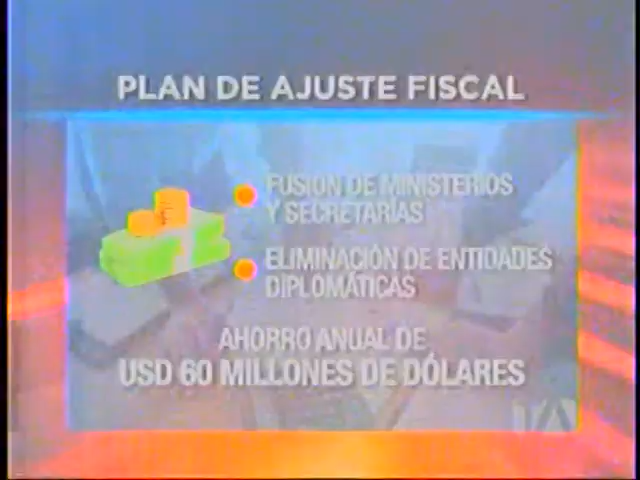 PLAN DE AJUSTE FISCAL
FUSIÓN DE MINISTERIOS
Y SECRETARÍAS
ELIMINACIÓN DE ENTIDADES
DIPLOMÁTICAS
AHORRO ANUAL DE
USD 60 MILLONES DE DÓLARES